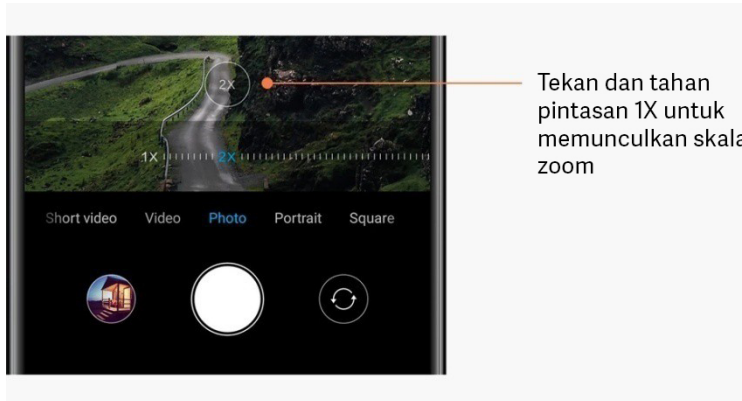 2X
Tekan dan tahan
pintasan 1X untuk
memunculkan skala
zoom
1X 2X
Short video Video Photo Portrait Square